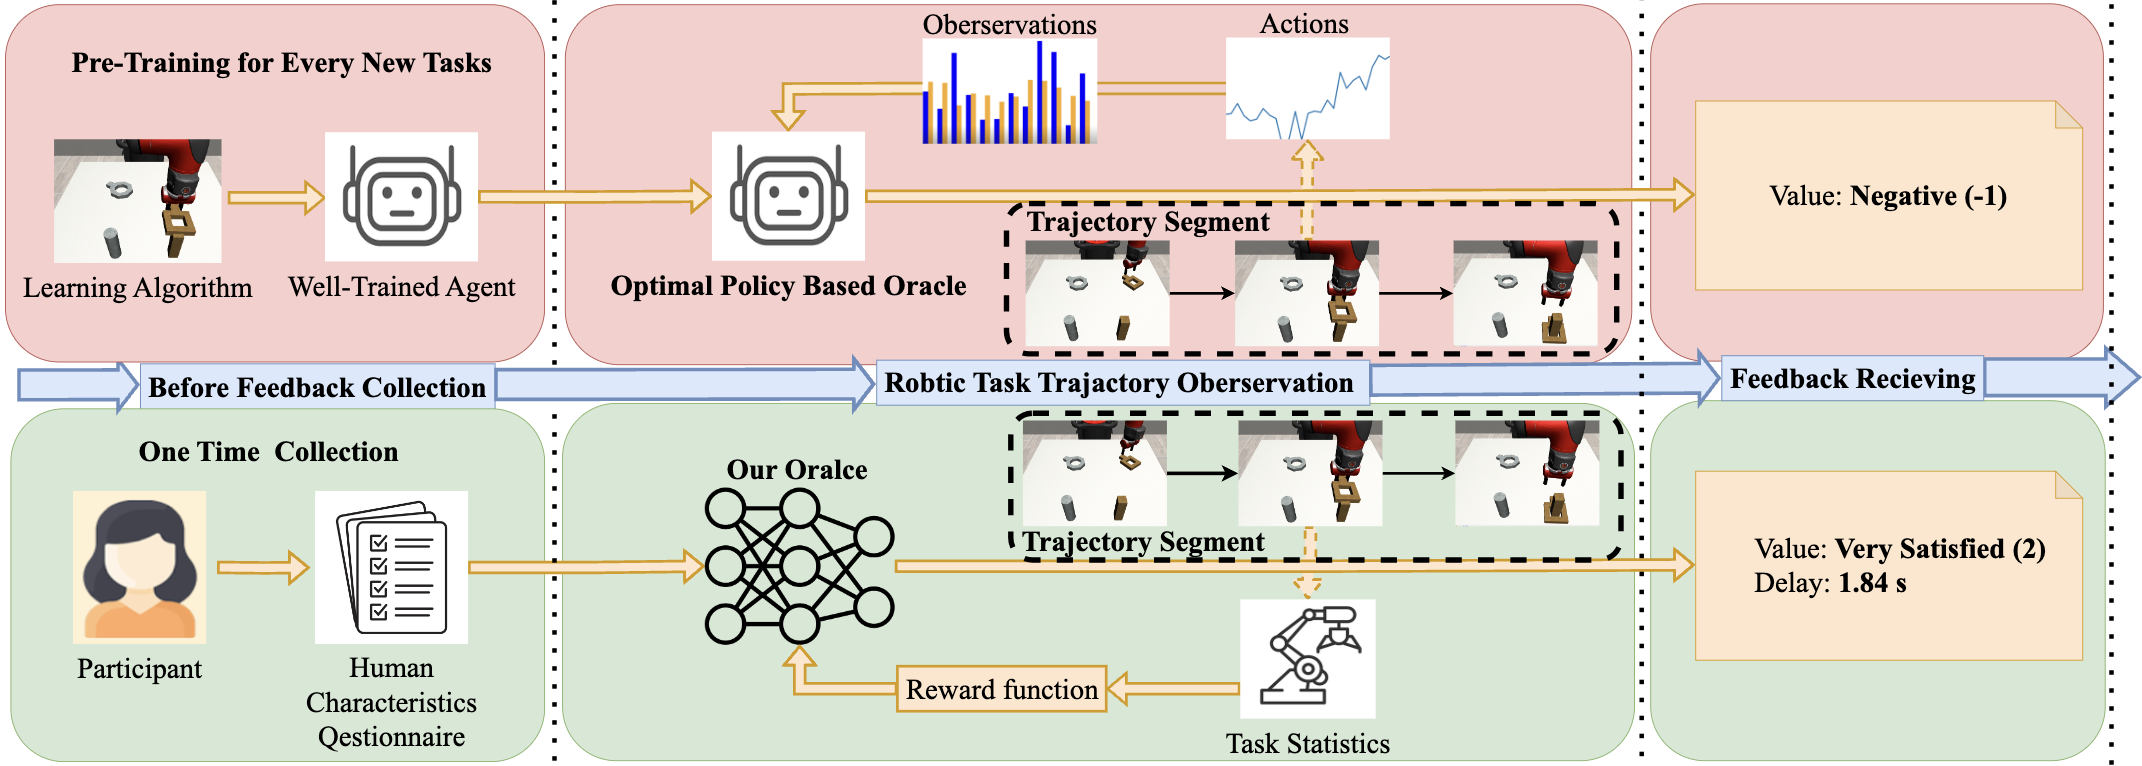 Pre-Training for Every New Tasks
Learning Algorithm
Well-Trained Agent
Oberservations
Actions
Optimal Policy Based Oracle
Trajectory Segment
Value: Negative (-1)
Before Feedback Collection
Robtic Task Trajactory Oberservation
Feedback Recieving
One Time Collection
Participant
Human
Characteristics
Qestionnaire
Our Oralce
Trajectory Segment
Reward function
Task Statistics
Value: Very Satisfied (2)
Delay: 1.84 s